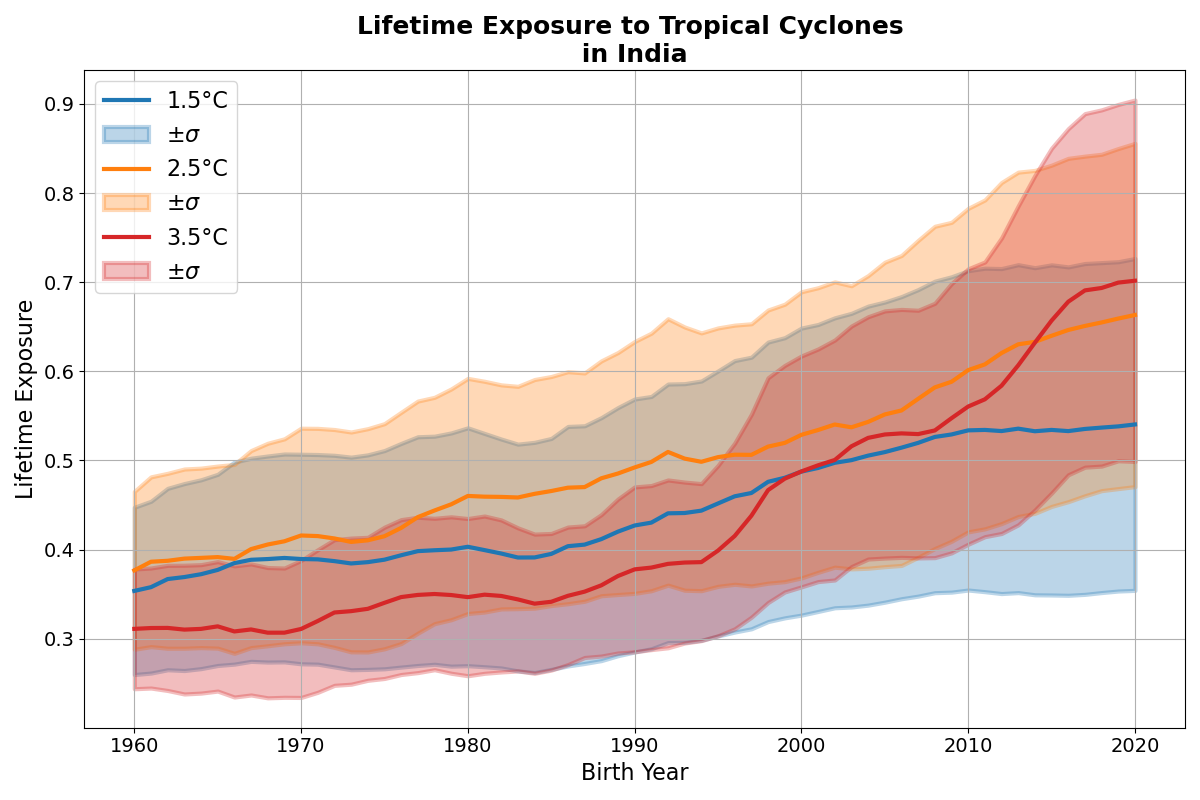 Lifetime Exposure to Tropical Cyclones
in India
1.5°C
±σ
2.5°C
±σ
3.5°C
±σ
Lifetime Exposure
0.9
0.8
0.7
0.6
0.5
0.4
0.3
1960 1970 1980 1990 2000 2010 2020
Birth Year